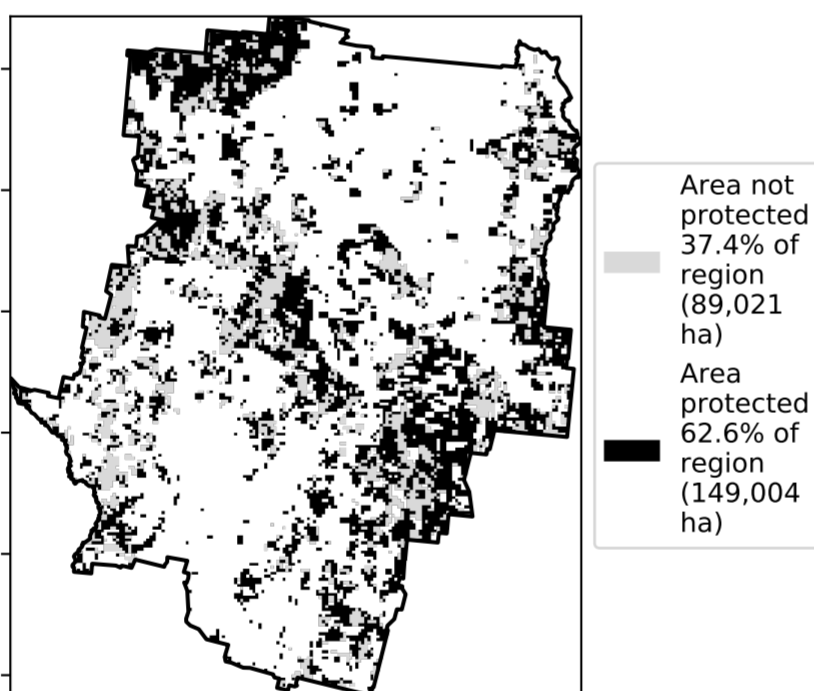 Area not
protected
37.4% of
region
(89,021
ha)
Area
protected
62.6% of
region
(149,004
ha)